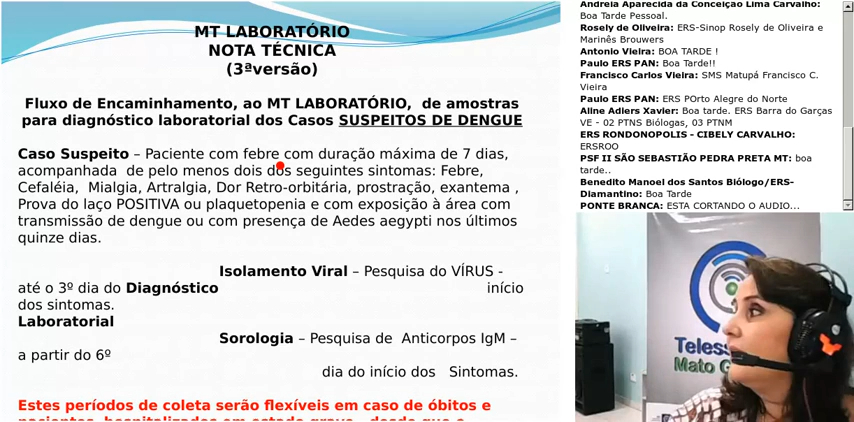 MT LABORATÓRIO
NOTA TÉCNICA
(3ªversão)
Fluxo de Encaminhamento, ao MT LABORATÓRIO, de amostras
para diagnóstico laboratorial dos Casos SUSPEITOS DE DENGUE
Caso Suspeito – Paciente com febre com duração máxima de 7 dias,
acompanhada de pelo menos dois dos seguintes sintomas: Febre,
Cefaléia, Mialgia, Artralgia, Dor Retro-orbitária, prostração, exantema ,
Prova do laço POSITIVA ou plaquetopenia e com exposição à área com
transmissão de dengue ou com presença de Aedes aegypti nos últimos
quinze dias.
Isolamento Viral – Pesquisa do VÍRUS -
até o 3º dia do Diagnóstico início
dos sintomas.
Laboratorial
Sorologia – Pesquisa de Anticorpos IgM –
a partir do 6º
dia do início dos Sintomas.
Estes períodos de coleta serão flexíveis em caso de óbitos e
pacientes hospitalizados em estado grave, desde que o
Andreia Aparecida da Conceição Lima Carvalho:
Boa Tarde Pessoal.
Rosely de Oliveira: ERS-Sinop Rosely de Oliveira e
Marinês Brouwers
Antonio Vieira: BOA TARDE !
Paulo ERS PAN: Boa Tarde!!
Francisco Carlos Vieira: SMS Matupá Francisco C.
Vieira
Paulo ERS PAN: ERS POrto Alegre do Norte
Aline Adiers Xavier: Boa tarde. ERS Barra do Garças
VE - 02 PTNS Biólogas, 03 PTNM
ERS RONDONOPOLIS - CIBELY CARVALHO:
ERSROO
PSF II SÃO SEBASTIÃO PEDRA PRETA MT: boa
tarde..
Benedito Manoel dos Santos Biólogo/ERS-
Diamantino: Boa Tarde
PONTE BRANCA: ESTA CORTANDO O AUDIO...
Teless
Mato G